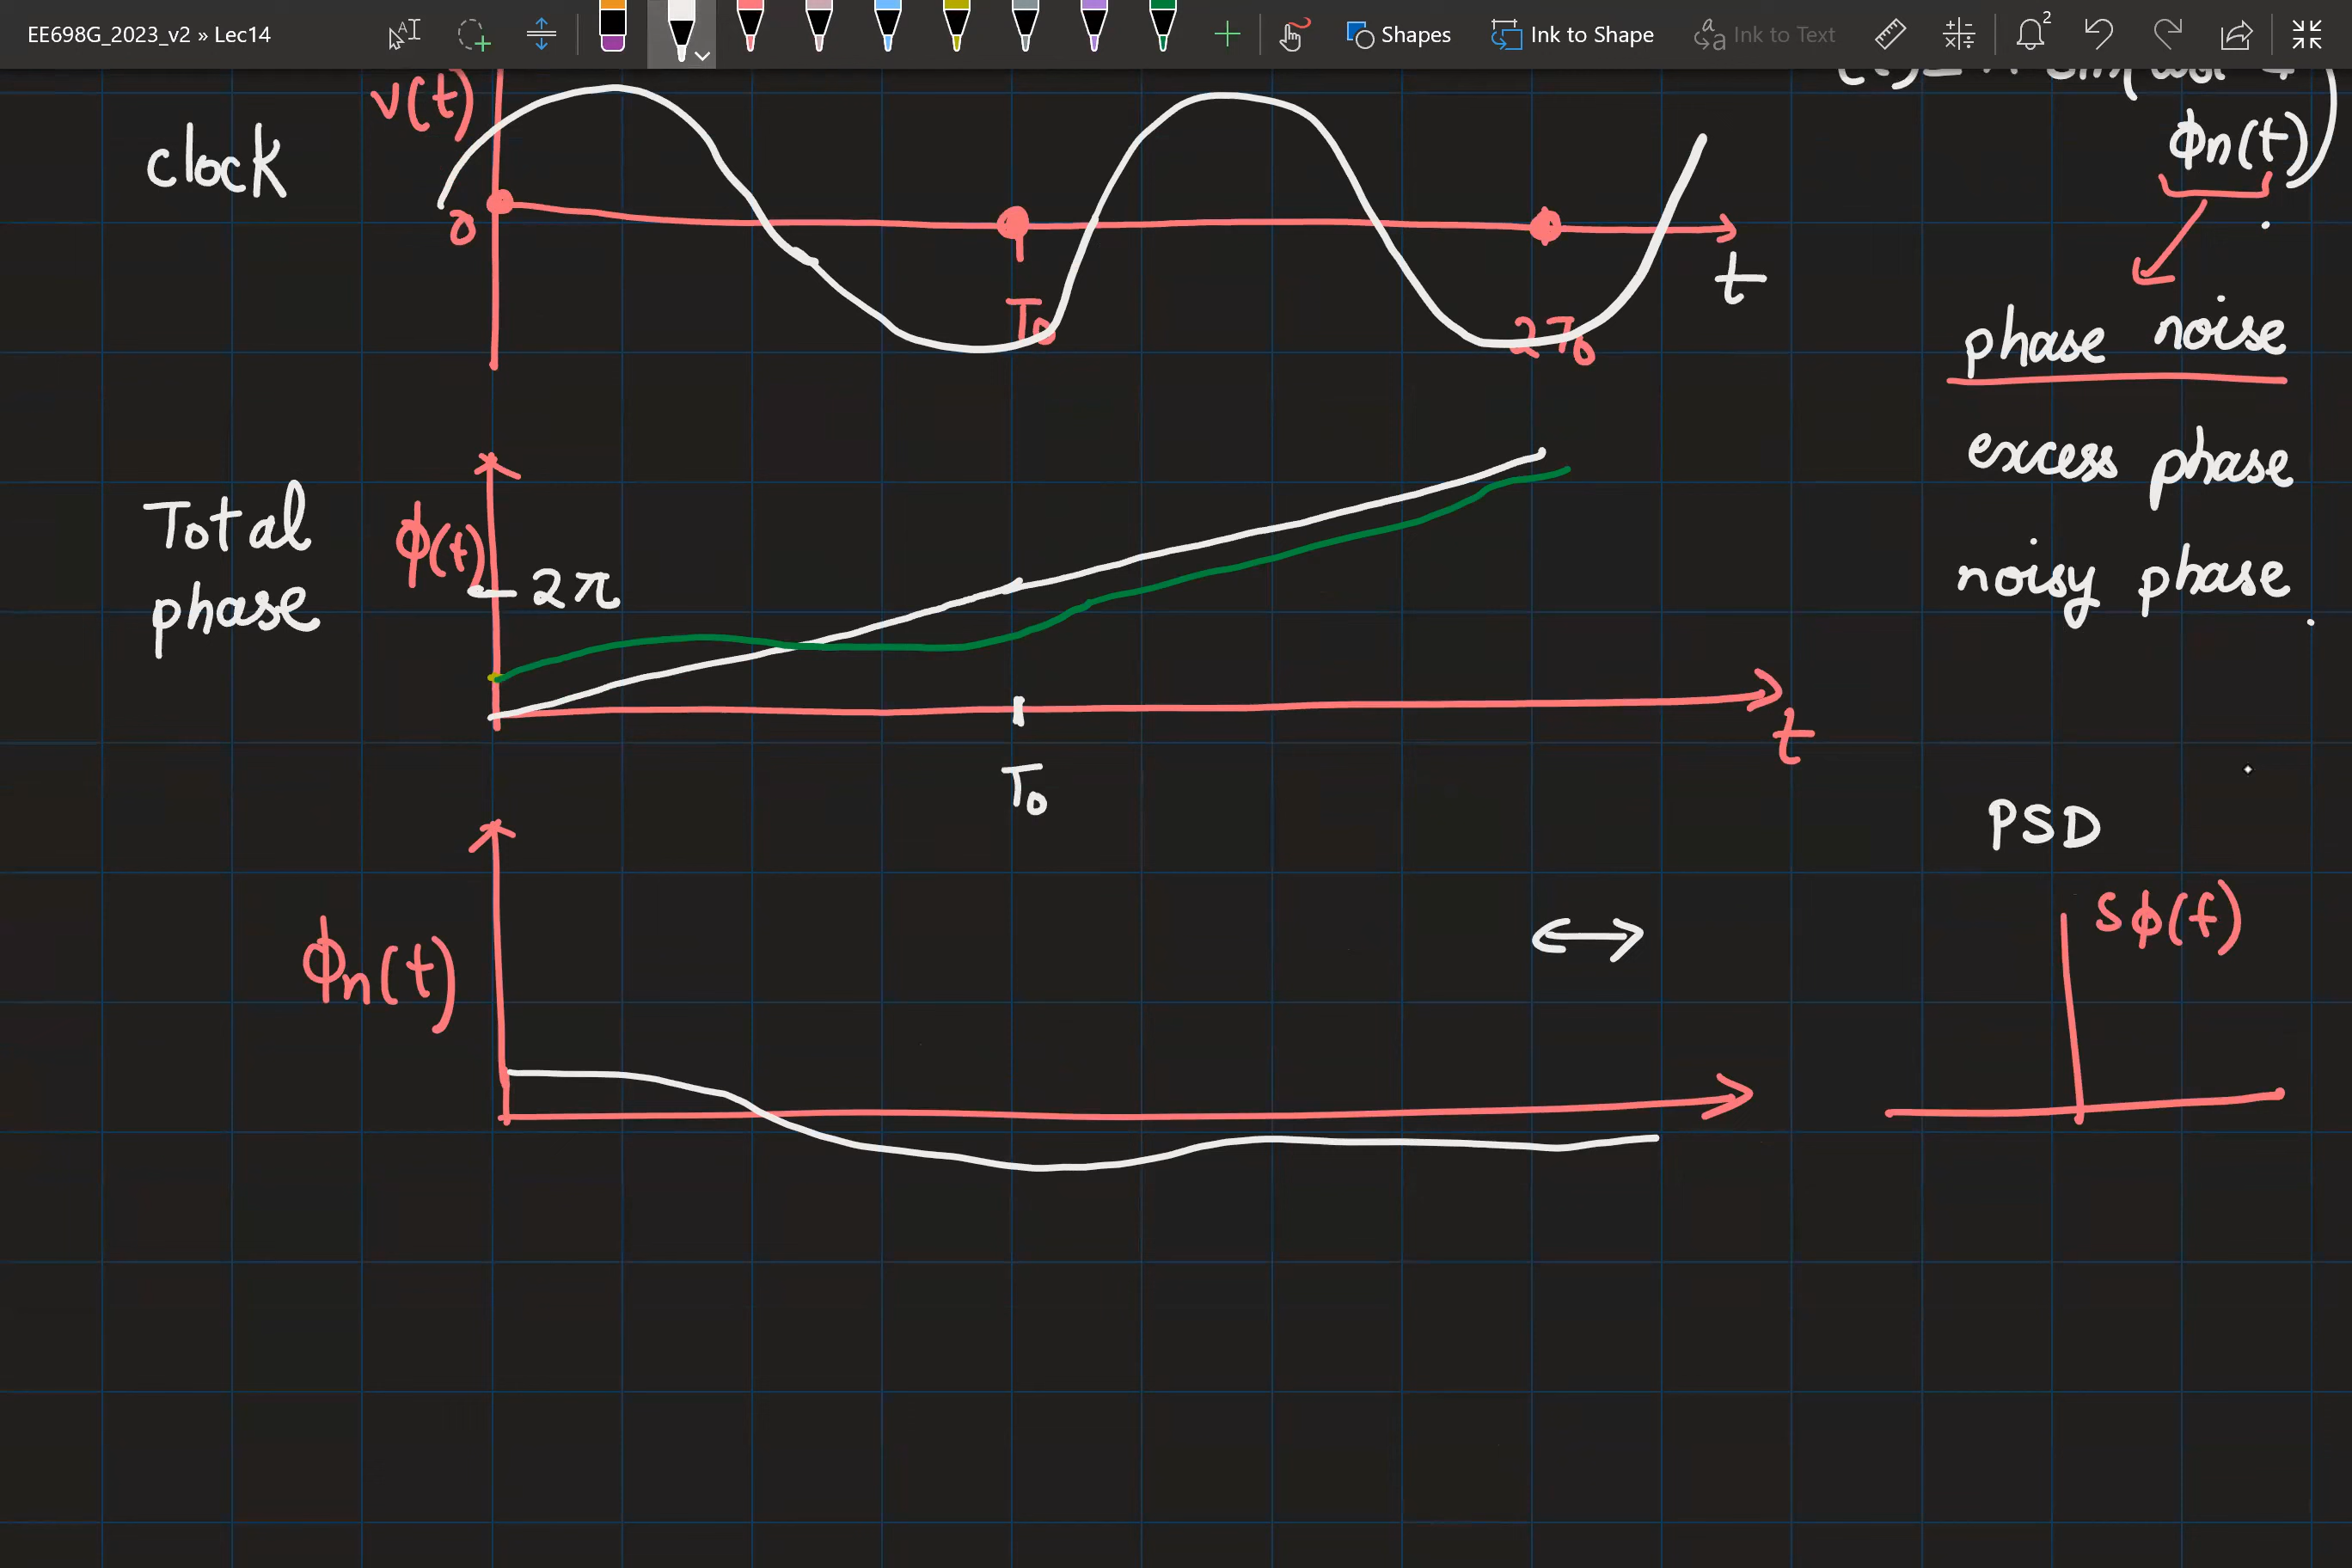 EE698G_2023_v2 » Lec14
Shapes
Ink to Shape
Ink to Text
2
v(t)
clock
0
T0
2T0
t
ϕn(t))
phase noise
excess phase
noisy phase
Total
phase
ϕ(t)
2π
T0
t
PSD
Sϕ(f)
ϕn(t)